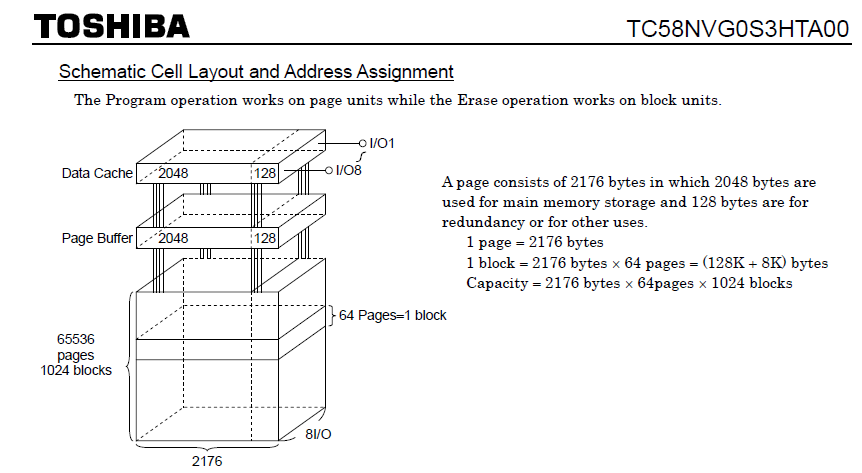 TOSHIBA
TC58NVG0S3HTA00
Schematic Cell Layout and Address Assignment
The Program operation works on page units while the Erase operation works on block units.
I/O1
I/O8
Data Cache
2048
128
Page Buffer
2048
128
64 Pages=1 block
65536
pages
1024 blocks
8I/O
2176
A page consists of 2176 bytes in which 2048 bytes are
used for main memory storage and 128 bytes are for
redundancy or for other uses.
1 page = 2176 bytes
1 block = 2176 bytes × 64 pages = (128K + 8K) bytes
Capacity = 2176 bytes × 64pages × 1024 blocks